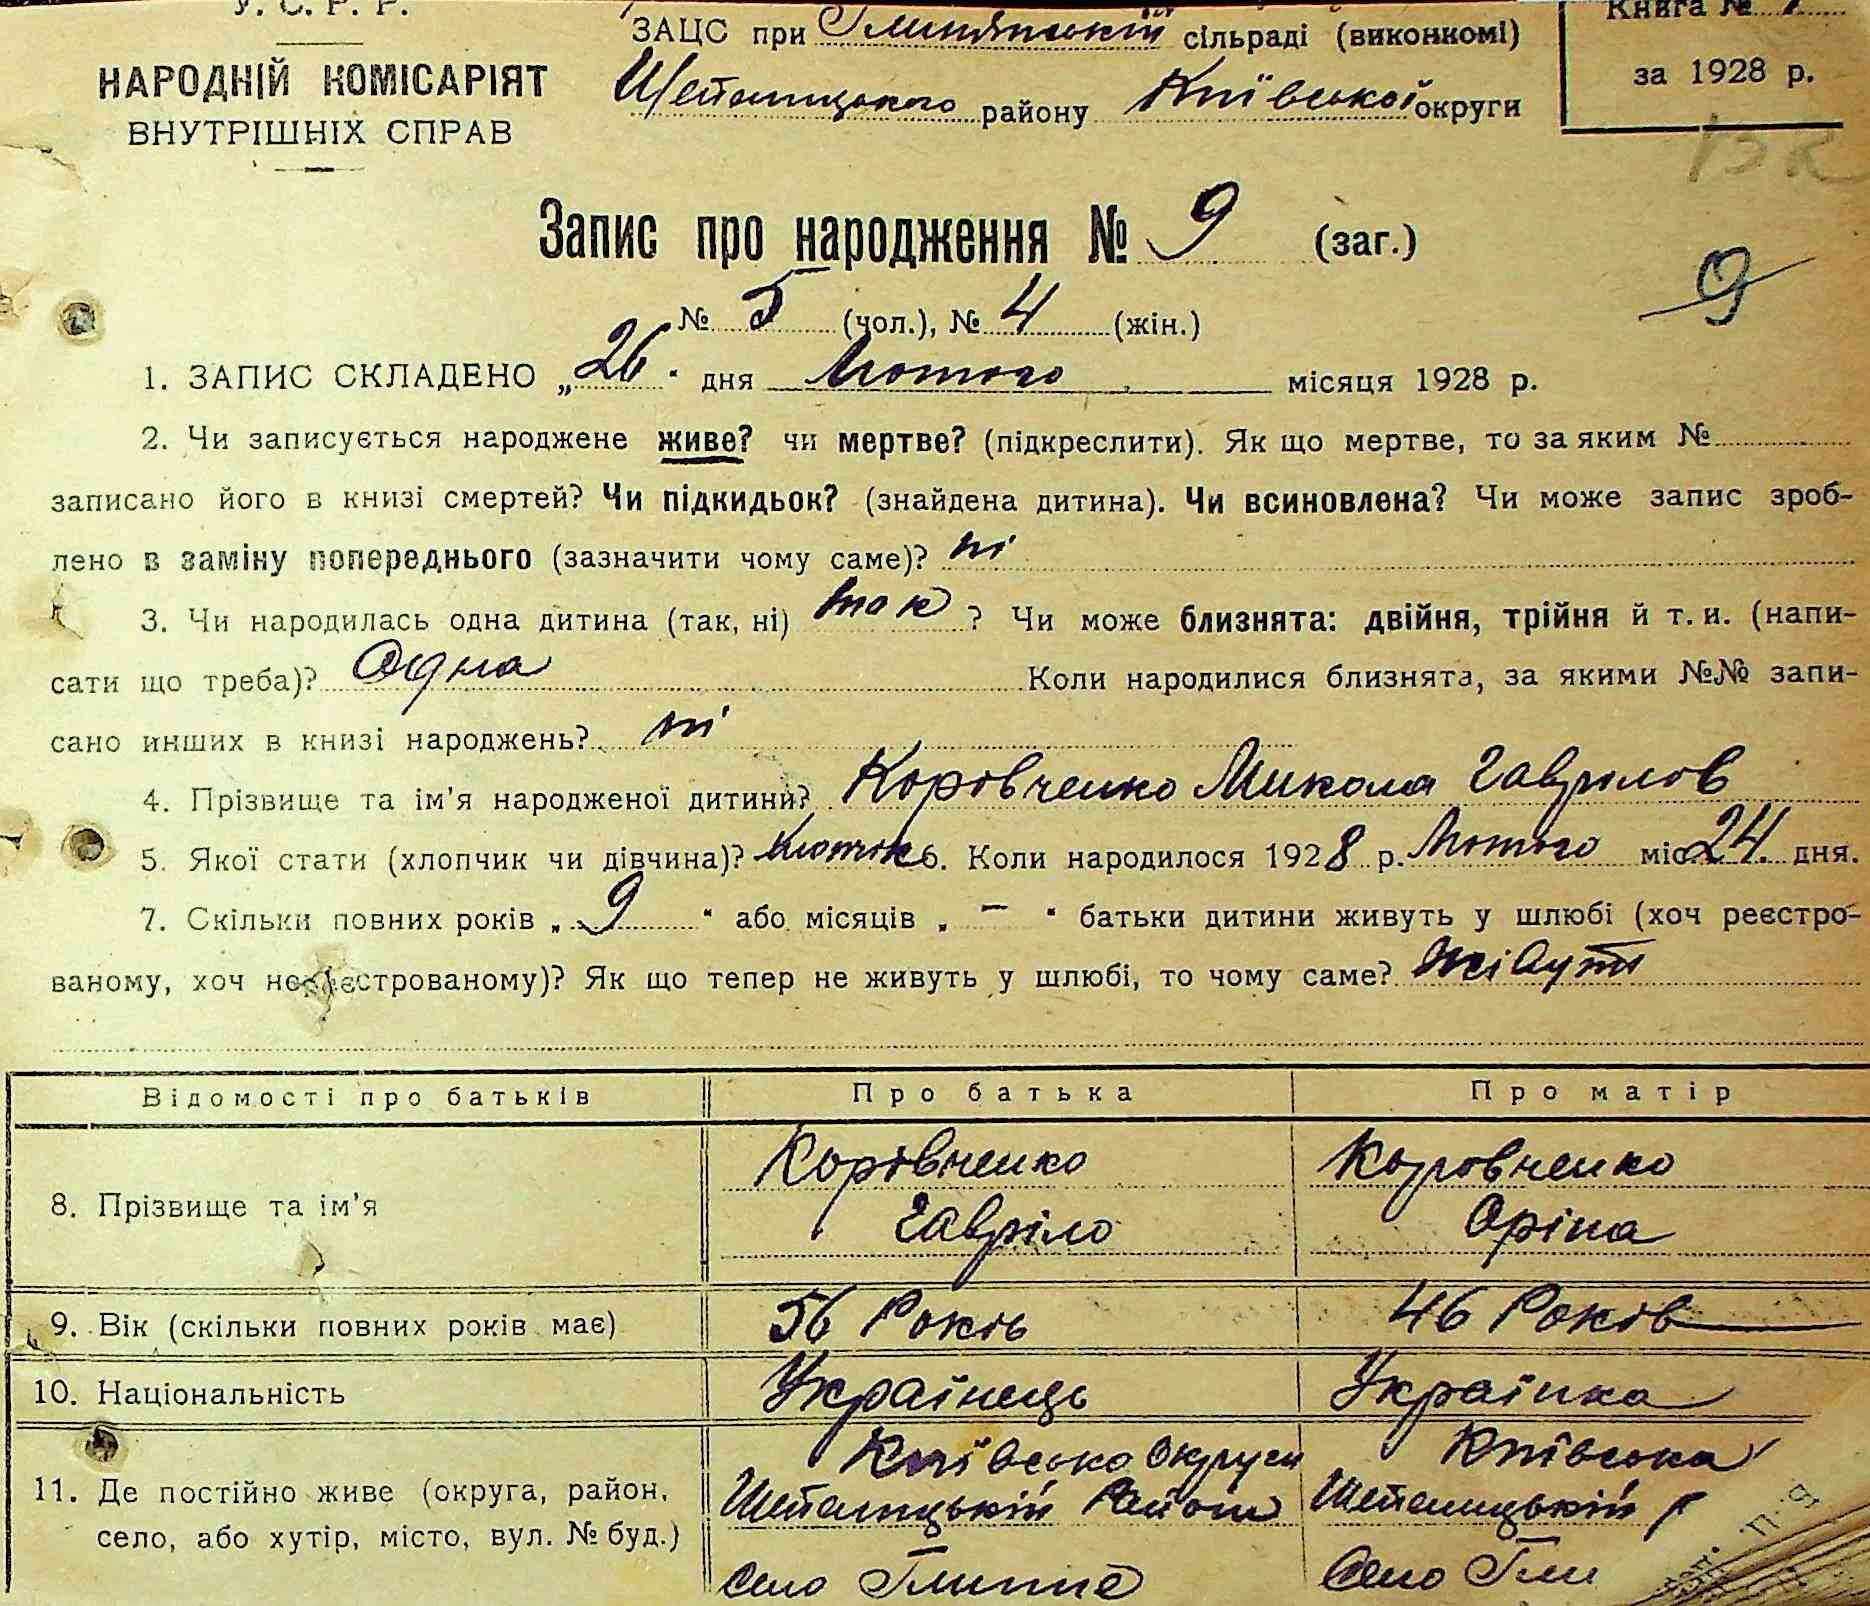 У. С. Р. Р.
НАРОДНІЙ КОМІСАРІЯТ
ВНУТРІШНІХ СПРАВ
ЗАЦС при сільраді (виконкомі)
району Київської округи
Книга №
за 1928 р.
Запис про народження № 9 (заг.)
9
№ 5 (чол.), № 4 (жін.)
1. ЗАПИС СКЛАДЕНО „26" дня Лютого місяця 1928 р.
2. Чи записується народжене живе? чи мертве? (підкреслити). Як що мертве, то за яким №
записано його в книзі смертей? Чи підкидьок? (знайдена дитина). Чи всиновлена? Чи може запис зроб-
лено в заміну попереднього (зазначити чому саме)? ні
3. Чи народилась одна дитина (так, ні) так ? Чи може близнята: двійня, трійня й т. и. (напи-
сати що треба)? Одна Коли народилися близнята, за якими №№ запи-
сано инших в книзі народжень? ні
4. Прізвище та ім'я народженої дитини? Коровченко Микола Гаврілов
5. Якої стати (хлопчик чи дівчина)? 6. Коли народилося 1928 р. Лютого міс 24 дня.
7. Скільки повних років „ 9 " або місяців „ – " батьки дитини живуть у шлюбі (хоч реєстро-
ваному, хоч нереєстрованому)? Як що тепер не живуть у шлюбі, то чому саме? жівуть
Відомості про батьків Про батька Про матір
8. Прізвище та ім'я Коровченко Коровченко
Гавріло Оріна
9. Вік (скільки повних років має) 56 Років 46 Років
10. Національність Українець Українка
11. Де постійно живе (округа, район,
село, або хутір, місто, вул. № буд.)
Київсько Округи Київська
Район
село село